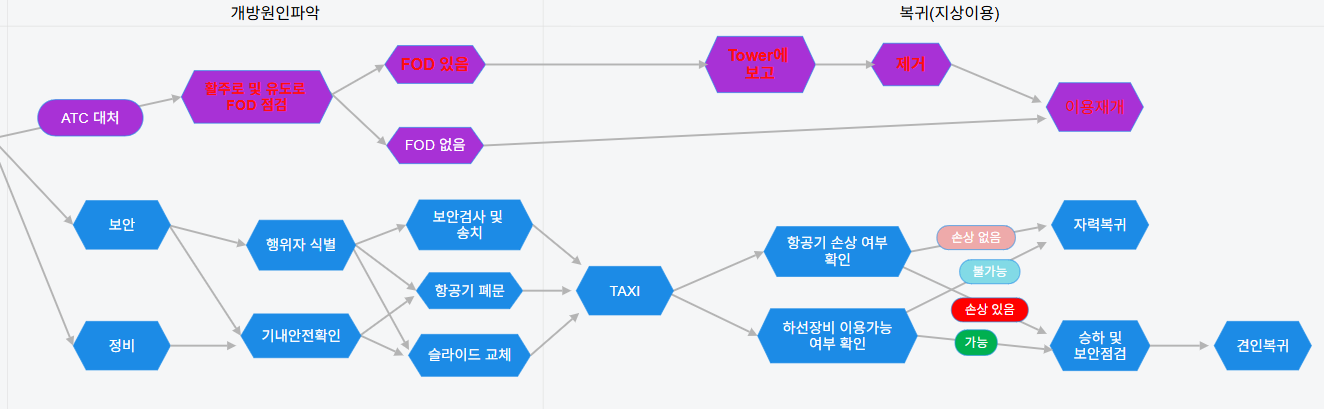 개방원인파악
복귀(지상이용)
ATC 대처
활주로 및 유도로
FOD 점검
FOD 있음
FOD 없음
Tower에
보고
제거
이용재개
보안
정비
행위자 식별
기내안전확인
보안검사 및
송치
항공기 폐문
슬라이드 교체
TAXI
항공기 손상 여부
확인
하선장비 이용가능
여부 확인
손상 없음
불가능
손상 있음
가능
자력복귀
승하 및
보안점검
견인복귀